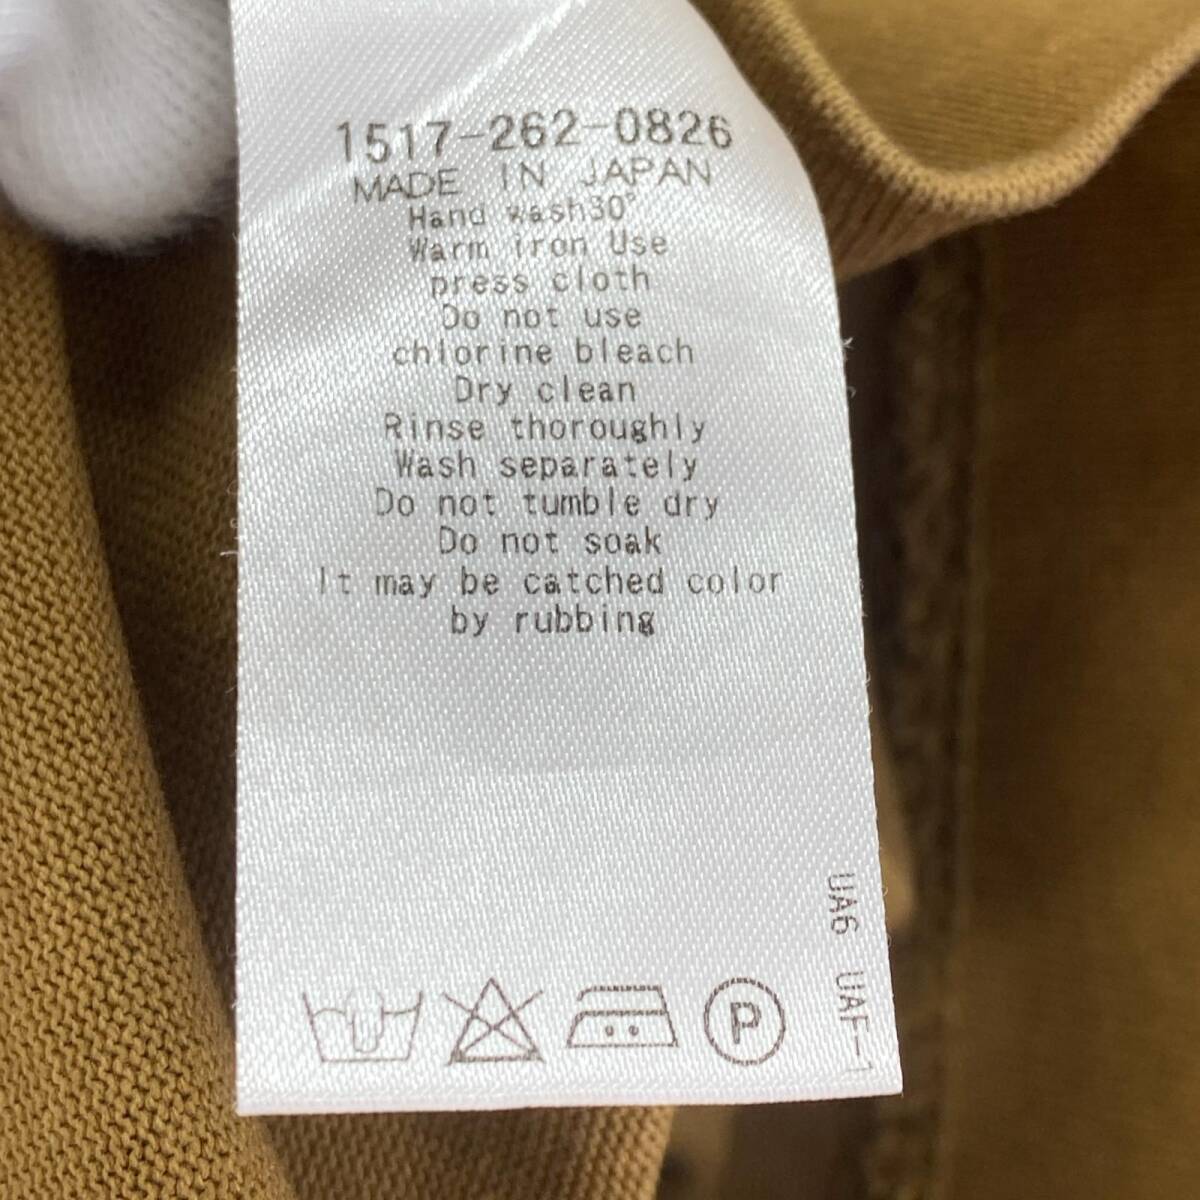 1517-262-0826
MADE IN JAPAN
Hand wash30°
Warm iron Use
press cloth
Do not use
chlorine bleach
Dry clean
Rinse thoroughly
Wash separately
Do not tumble dry
Do not soak
It may be catched color
by rubbing
UA6 UAF-1
P